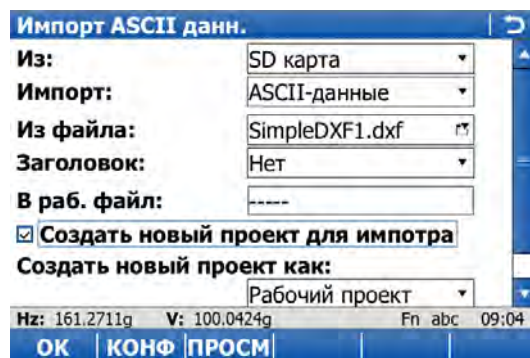 Импорт ASCII данн.
Из: SD карта
Импорт: ASCII-данные
Из файла: SimpleDXF1.dxf
Заголовок: Нет
В раб. файл: -----
Создать новый проект для импотра
Создать новый проект как:
Рабочий проект
Hz: 161.2711g V: 100.0424g Fn abc 09:04
OK КОНФ ПРОСМ